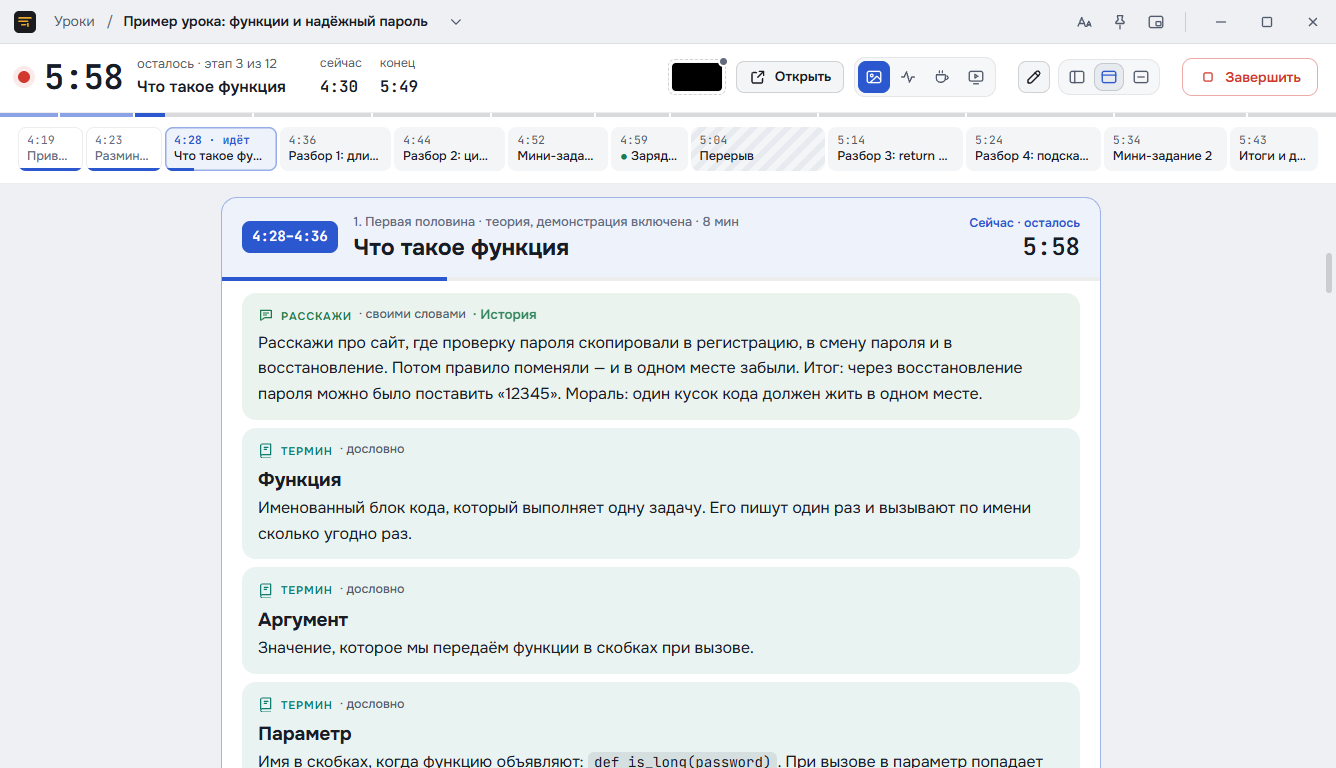 Уроки / Пример урока: функции и надёжный пароль
5:58
осталось · этап 3 из 12
Что такое функция
сейчас
4:30
конец
5:49
Открыть
Завершить
4:19
Прив…
4:23
Размин…
4:28 · идёт
Что такое фу…
4:36
Разбор 1: дли…
4:44
Разбор 2: ци…
4:52
Мини-зада…
4:59
Заряд…
5:04
Перерыв
5:14
Разбор 3: return …
5:24
Разбор 4: подска…
5:34
Мини-задание 2
5:43
Итоги и д…
4:28–4:36
1. Первая половина · теория, демонстрация включена · 8 мин
Что такое функция
Сейчас · осталось
5:58
РАССКАЖИ · своими словами · История
Расскажи про сайт, где проверку пароля скопировали в регистрацию, в смену пароля и в
восстановление. Потом правило поменяли — и в одном месте забыли. Итог: через восстановление
пароля можно было поставить «12345». Мораль: один кусок кода должен жить в одном месте.
ТЕРМИН · дословно
Функция
Именованный блок кода, который выполняет одну задачу. Его пишут один раз и вызывают по имени
сколько угодно раз.
ТЕРМИН · дословно
Аргумент
Значение, которое мы передаём функции в скобках при вызове.
ТЕРМИН · дословно
Параметр
Имя в скобках, когда функцию объявляют: def is_long(password) . При вызове в параметр попадает